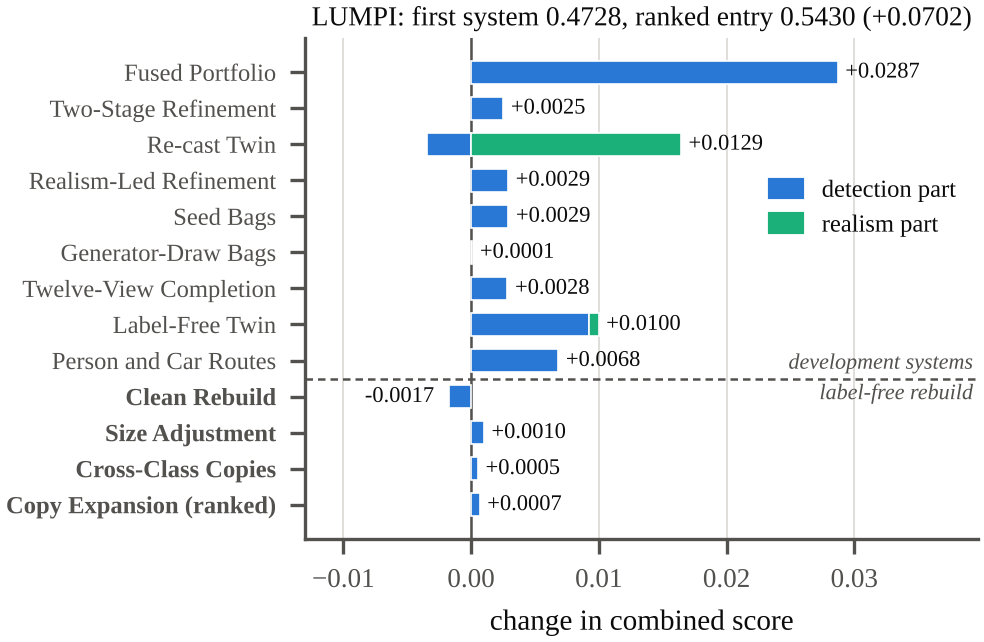 LUMPI: first system 0.4728, ranked entry 0.5430 (+0.0702)
Fused Portfolio +0.0287
Two-Stage Refinement +0.0025
Re-cast Twin +0.0129
Realism-Led Refinement +0.0029
detection part
Seed Bags +0.0029
realism part
Generator-Draw Bags +0.0001
Twelve-View Completion +0.0028
Label-Free Twin +0.0100
Person and Car Routes +0.0068
development systems
Clean Rebuild -0.0017
label-free rebuild
Size Adjustment +0.0010
Cross-Class Copies +0.0005
Copy Expansion (ranked) +0.0007
−0.01 0.00 0.01 0.02 0.03
change in combined score